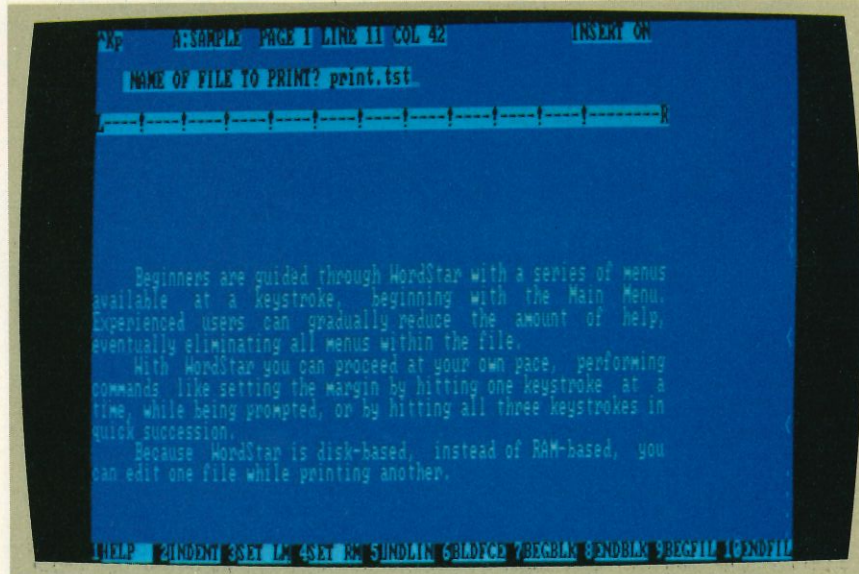 ^Kp A:SAMPLE PAGE 1 LINE 11 COL 42 INSERT ON
NAME OF FILE TO PRINT? print.tst
L----!----!----!----!----!----!----!----!----!----!----!--------R
Beginners are guided through WordStar with a series of menus
available at a keystroke, beginning with the Main Menu.
Experienced users can gradually reduce the amount of help,
eventually eliminating all menus within the file.
With WordStar you can proceed at your own pace, performing
commands like setting the margin by hitting one keystroke at a
time, while being prompted, or by hitting all three keystrokes in
quick succession.
Because WordStar is disk-based, instead of RAM-based, you
can edit one file while printing another.
1HELP 2INDENT 3SET LM 4SET RM 5UNDLIN 6BLDFCE 7BEGBLK 8ENDBLK 9BEGFIL 10ENDFIL